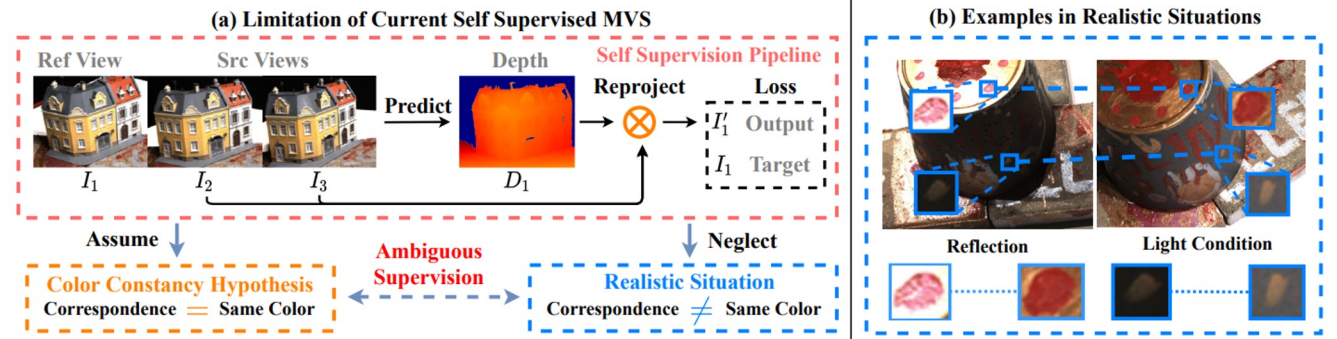 (a) Limitation of Current Self Supervised MVS
Self Supervision Pipeline
Ref View
Src Views
Depth
Predict
Reproject
Loss
I₁′ Output
I₁ Target
I₁
I₂
I₃
D₁
Assume
Neglect
Ambiguous
Supervision
Color Constancy Hypothesis
Correspondence = Same Color
Realistic Situation
Correspondence ≠ Same Color
(b) Examples in Realistic Situations
Reflection
Light Condition